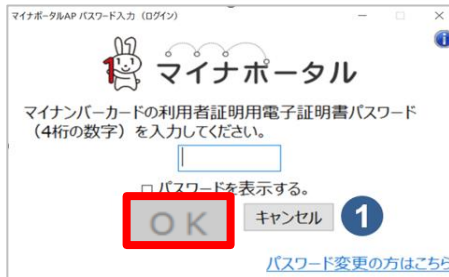 マイナポータルAP パスワード入力（ログイン）
マイナポータル
マイナンバーカードの利用者証明用電子証明書パスワード
（4桁の数字）を入力してください。
パスワードを表示する。
OK キャンセル 1
パスワード変更の方はこちら